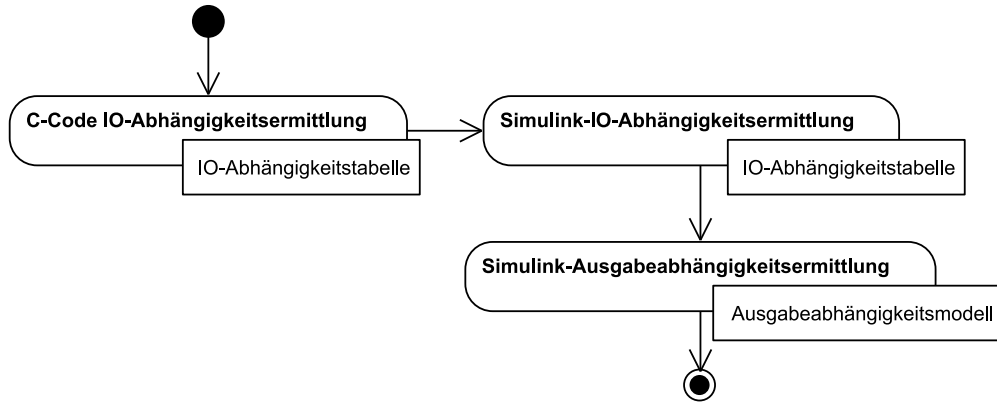 C-Code IO-Abhängigkeitsermittlung
IO-Abhängigkeitstabelle
Simulink-IO-Abhängigkeitsermittlung
IO-Abhängigkeitstabelle
Simulink-Ausgabeabhängigkeitsermittlung
Ausgabeabhängigkeitsmodell